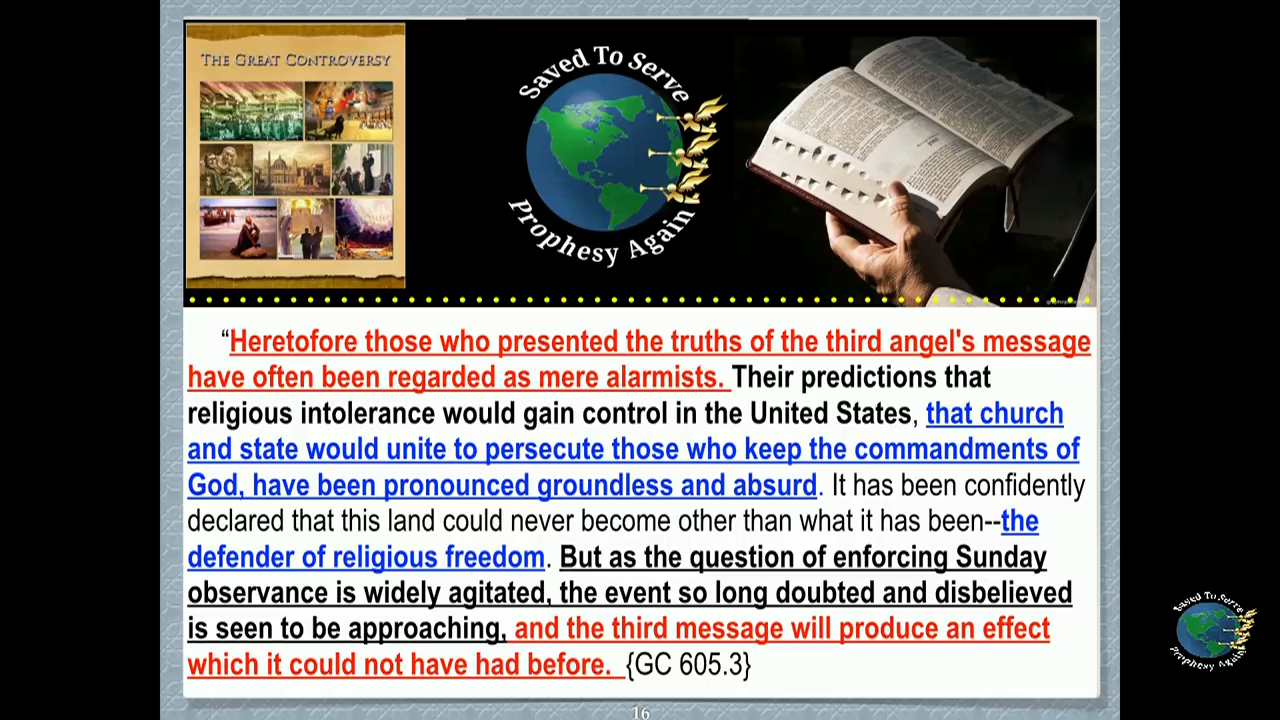 THE GREAT CONTROVERSY
Saved To Serve
Prophesy Again
“Heretofore those who presented the truths of the third angel's message
have often been regarded as mere alarmists. Their predictions that
religious intolerance would gain control in the United States, that church
and state would unite to persecute those who keep the commandments of
God, have been pronounced groundless and absurd. It has been confidently
declared that this land could never become other than what it has been--the
defender of religious freedom. But as the question of enforcing Sunday
observance is widely agitated, the event so long doubted and disbelieved
is seen to be approaching, and the third message will produce an effect
which it could not have had before. {GC 605.3}
16
Saved To Serve
Prophesy Again